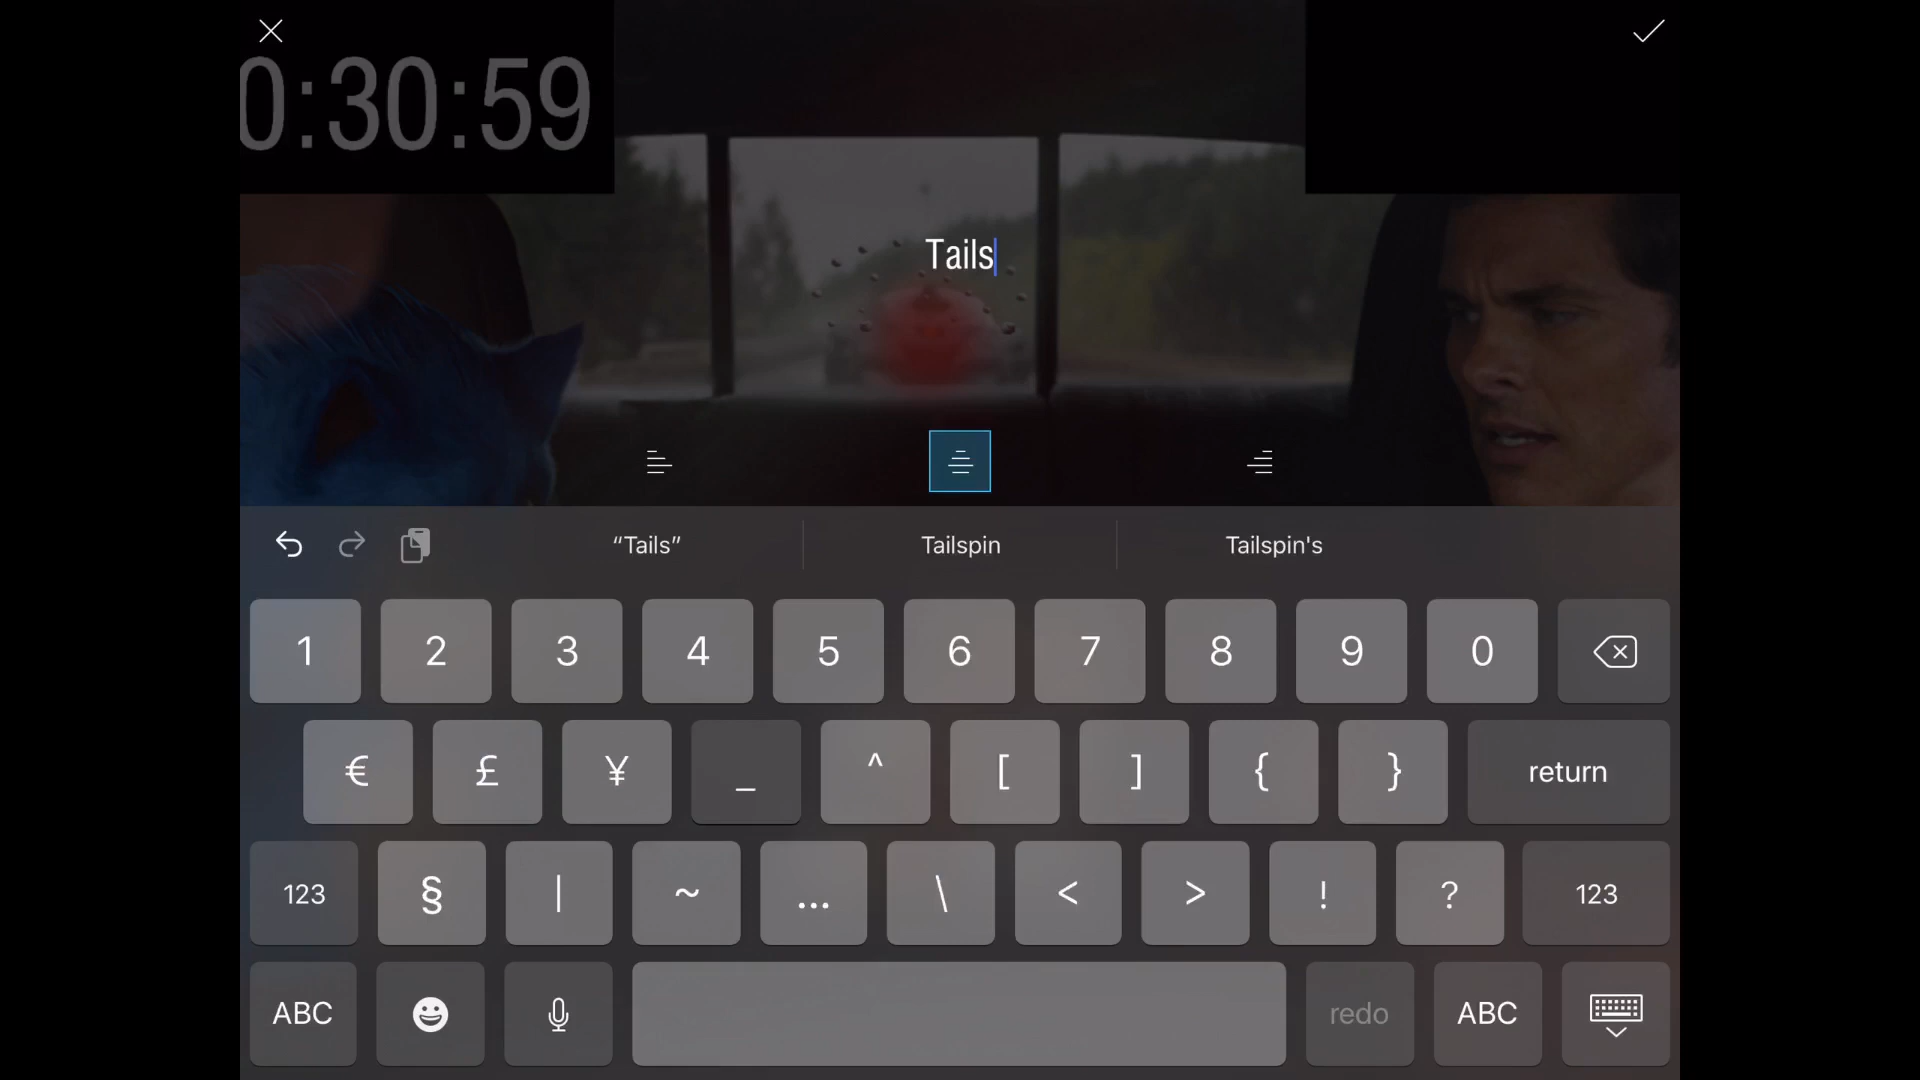 0:30:59
Tails
“Tails” Tailspin Tailspin's
1 2 3 4 5 6 7 8 9 0
€ £ ¥ _ ^ [ ] { } return
123 § | ~ … \ < > ! ? 123
ABC redo ABC